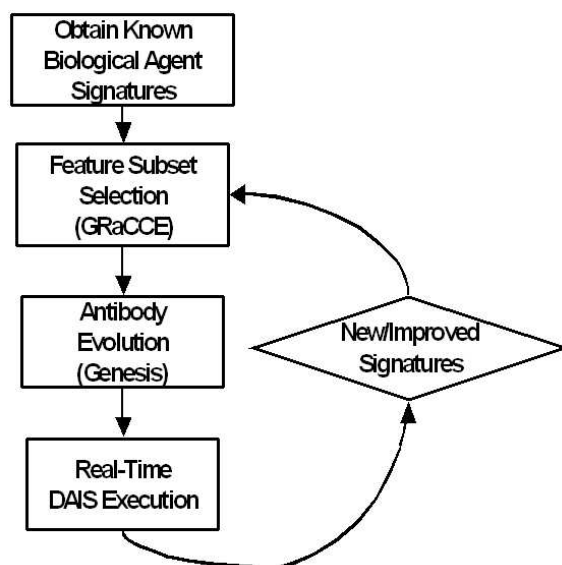 Obtain Known
Biological Agent
Signatures
Feature Subset
Selection
(GRaCCE)
Antibody
Evolution
(Genesis)
Real-Time
DAIS Execution
New/Improved
Signatures